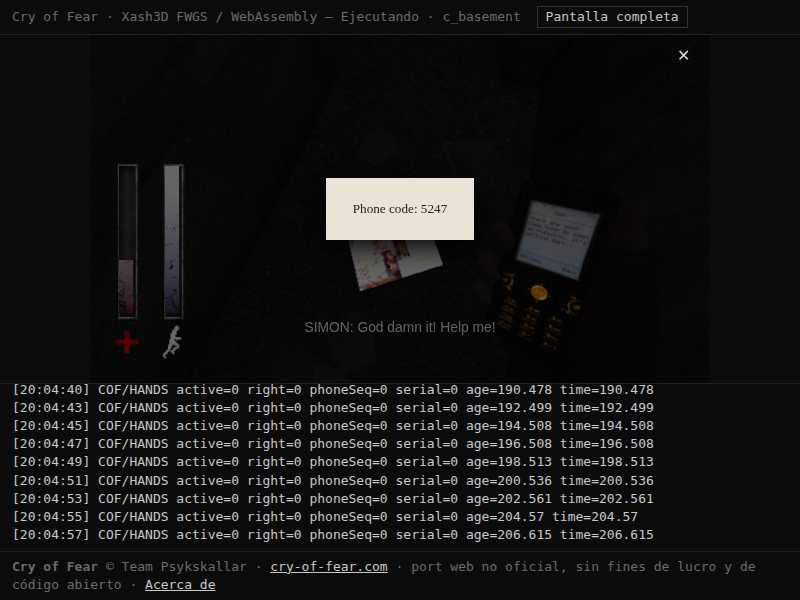 Cry of Fear · Xash3D FWGS / WebAssembly — Ejecutando · c_basement Pantalla completa
✕
Phone code: 5247
SIMON: God damn it! Help me!
[20:04:40] COF/HANDS active=0 right=0 phoneSeq=0 serial=0 age=190.478 time=190.478
[20:04:43] COF/HANDS active=0 right=0 phoneSeq=0 serial=0 age=192.499 time=192.499
[20:04:45] COF/HANDS active=0 right=0 phoneSeq=0 serial=0 age=194.508 time=194.508
[20:04:47] COF/HANDS active=0 right=0 phoneSeq=0 serial=0 age=196.508 time=196.508
[20:04:49] COF/HANDS active=0 right=0 phoneSeq=0 serial=0 age=198.513 time=198.513
[20:04:51] COF/HANDS active=0 right=0 phoneSeq=0 serial=0 age=200.536 time=200.536
[20:04:53] COF/HANDS active=0 right=0 phoneSeq=0 serial=0 age=202.561 time=202.561
[20:04:55] COF/HANDS active=0 right=0 phoneSeq=0 serial=0 age=204.57 time=204.57
[20:04:57] COF/HANDS active=0 right=0 phoneSeq=0 serial=0 age=206.615 time=206.615
Cry of Fear © Team Psykskallar · cry-of-fear.com · port web no oficial, sin fines de lucro y de
código abierto · Acerca de